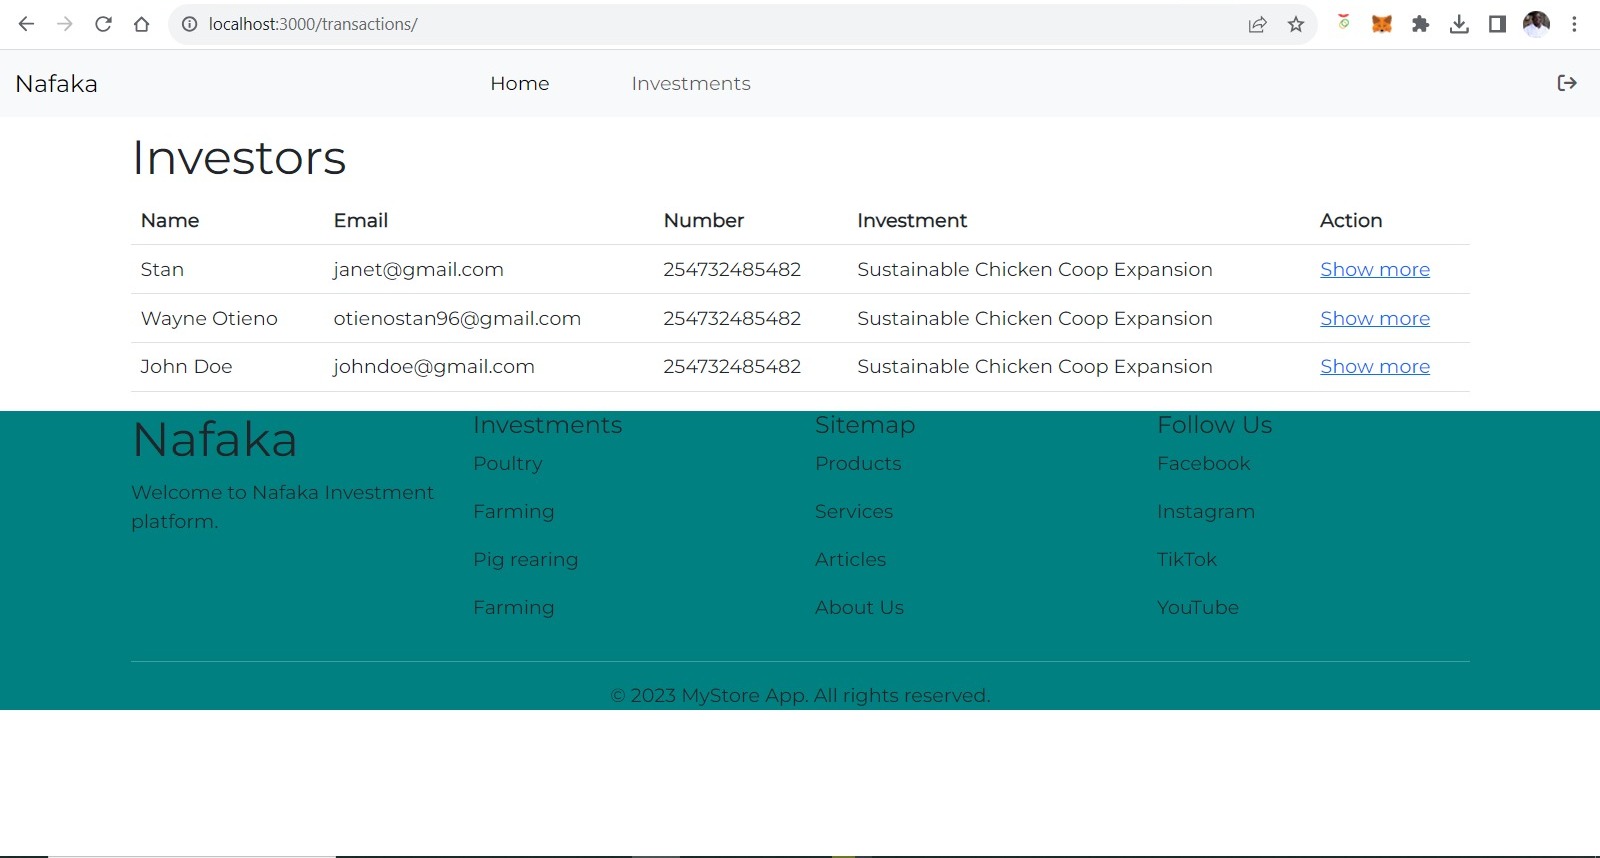 localhost:3000/transactions/
Nafaka Home Investments
Investors
Name Email Number Investment Action
Stan janet@gmail.com 254732485482 Sustainable Chicken Coop Expansion Show more
Wayne Otieno otienostan96@gmail.com 254732485482 Sustainable Chicken Coop Expansion Show more
John Doe johndoe@gmail.com 254732485482 Sustainable Chicken Coop Expansion Show more
Nafaka
Welcome to Nafaka Investment
platform.
Investments
Poultry
Farming
Pig rearing
Farming
Sitemap
Products
Services
Articles
About Us
Follow Us
Facebook
Instagram
TikTok
YouTube
© 2023 MyStore App. All rights reserved.